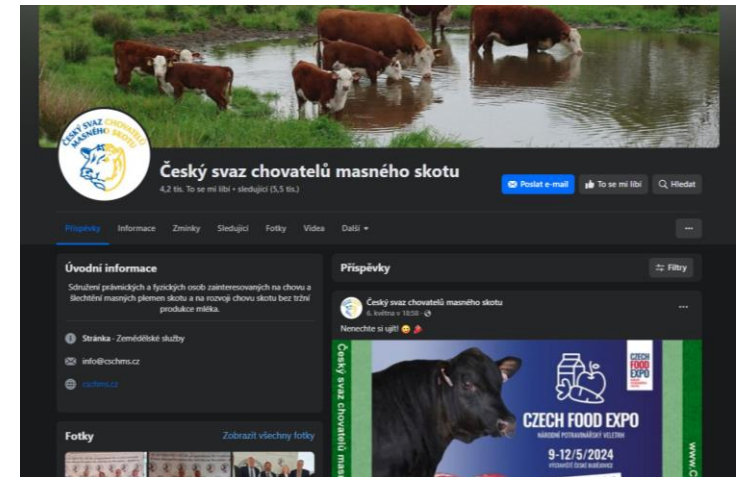 ČESKÝ SVAZ CHOVATELŮ
MASNÉHO SKOTU
Český svaz chovatelů masného skotu
4,2 tis. To se mi líbí • sledující (5,5 tis.)
Poslat e-mail
To se mi líbí
Hledat
Příspěvky
Informace
Zmínky
Sledující
Fotky
Videa
Další
Úvodní informace
Sdružení právnických a fyzických osob zainteresovaných na chovu a
šlechtění masných plemen skotu a na rozvoji chovu skotu bez tržní
produkce mléka.
Stránka · Zemědělské služby
info@cschms.cz
cschms.cz
Fotky
Zobrazit všechny fotky
Příspěvky
Filtry
Český svaz chovatelů masného skotu
6. května v 18:58
Nenechte si ujít!
Český svaz chovatelů
CZECH
FOOD
EXPO
CZECH FOOD EXPO
NÁRODNÍ POTRAVINÁŘSKÝ VELETRH
9-12/5/2024
VÝSTAVIŠTĚ ČESKÉ BUDĚJOVICE